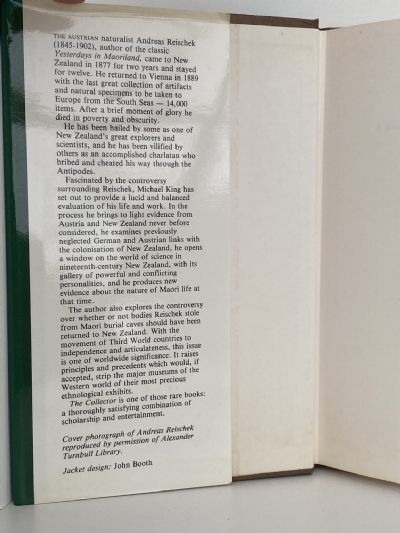 THE AUSTRIAN naturalist Andreas Reischek
(1845-1902), author of the classic
Yesterdays in Maoriland, came to New
Zealand in 1877 for two years and stayed
for twelve. He returned to Vienna in 1889
with the last great collection of artifacts
and natural specimens to be taken to
Europe from the South Seas — 14,000
items. After a brief moment of glory he
died in poverty and obscurity.
He has been hailed by some as one of
New Zealand's great explorers and
scientists, and he has been vilified by
others as an accomplished charlatan who
bribed and cheated his way through the
Antipodes.
Fascinated by the controversy
surrounding Reischek, Michael King has
set out to provide a lucid and balanced
evaluation of his life and work. In the
process he brings to light evidence from
Austria and New Zealand never before
considered, he examines previously
neglected German and Austrian links with
the colonisation of New Zealand, he opens
a window on the world of science in
nineteenth-century New Zealand, with its
gallery of powerful and conflicting
personalities, and he produces new
evidence about the nature of Maori life at
that time.
The author also explores the controversy
over whether or not bodies Reischek stole
from Maori burial caves should have been
returned to New Zealand. With the
movement of Third World countries to
independence and articulateness, this issue
is one of worldwide significance. It raises
principles and precedents which would, if
accepted, strip the major museums of the
Western world of their most precious
ethnological exhibits.
The Collector is one of those rare books:
a thoroughly satisfying combination of
scholarship and entertainment.
Cover photograph of Andreas Reischek
reproduced by permission of Alexander
Turnbull Library.
Jacket design: John Booth